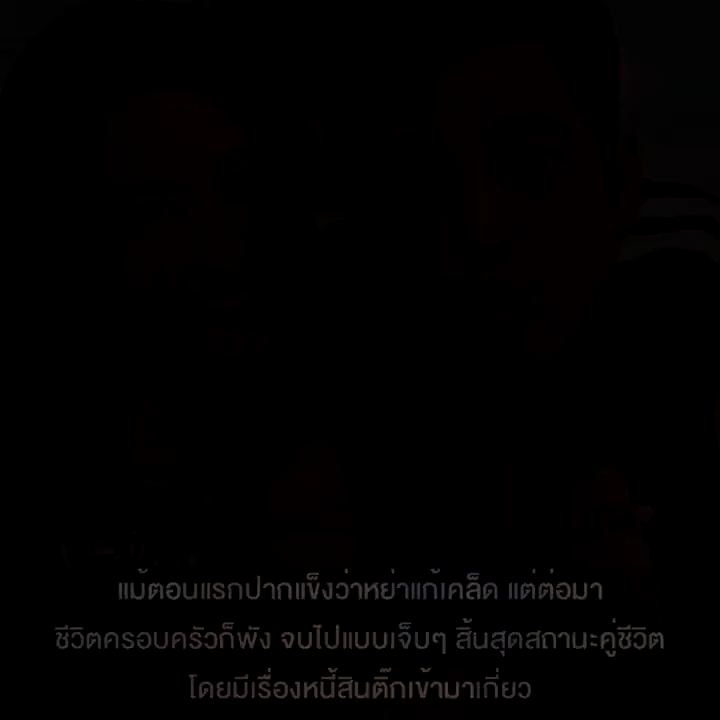 แม้ตอนแรกปากแข็งว่าหย่าแก้เคล็ด แต่ต่อมา
ชีวิตครอบครัวก็พัง จบไปแบบเจ็บๆ สิ้นสุดสถานะคู่ชีวิต
โดยมีเรื่องหนี้สินติ๊กเข้ามาเกี่ยว